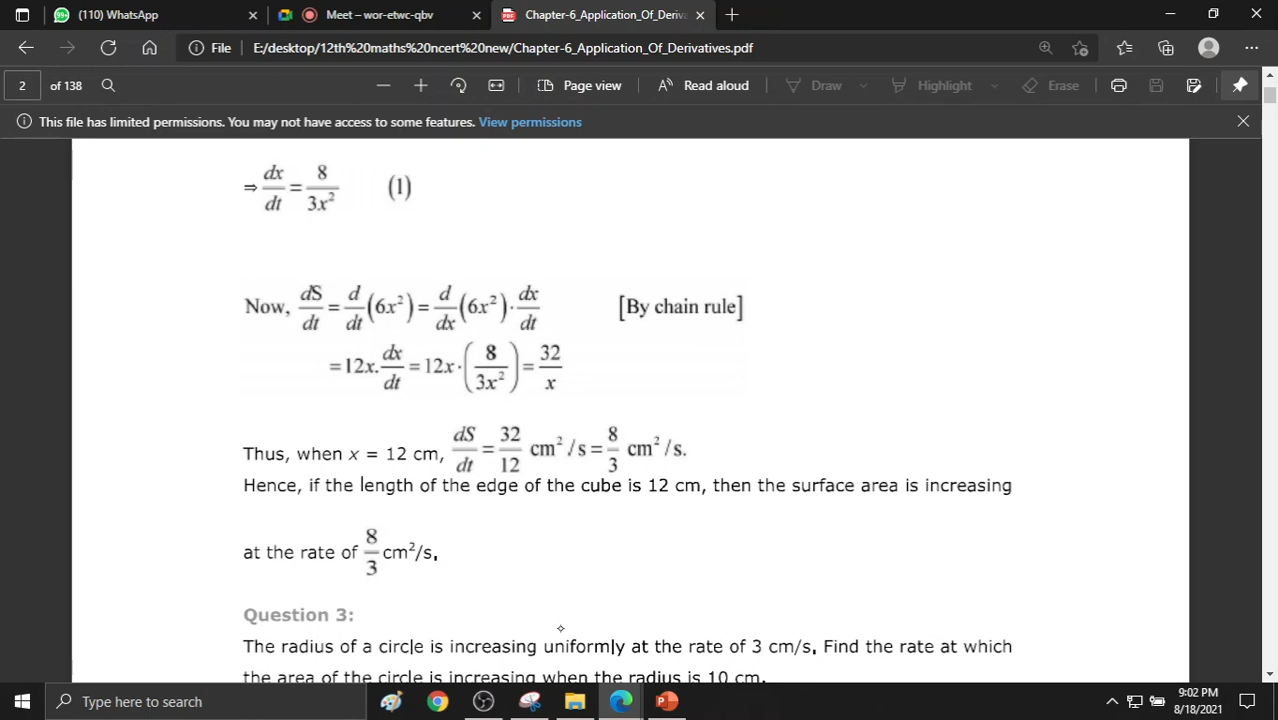 (110) WhatsApp
Meet – wor-etwc-qbv
Chapter-6_Application_Of_Deriva
File
E:/desktop/12th%20maths%20ncert%20new/Chapter-6_Application_Of_Derivatives.pdf
2 of 138
Page view
Read aloud
Draw
Highlight
Erase
This file has limited permissions. You may not have access to some features. View permissions
⇒ dx/dt = 8/3x² (1)
Now, dS/dt = d/dt (6x²) = d/dx (6x²) · dx/dt [By chain rule]
= 12x. dx/dt = 12x · (8/3x²) = 32/x
Thus, when x = 12 cm, dS/dt = 32/12 cm² /s = 8/3 cm² /s.
Hence, if the length of the edge of the cube is 12 cm, then the surface area is increasing
at the rate of 8/3 cm²/s.
Question 3:
The radius of a circle is increasing uniformly at the rate of 3 cm/s. Find the rate at which
the area of the circle is increasing when the radius is 10 cm.
Type here to search
9:02 PM
8/18/2021